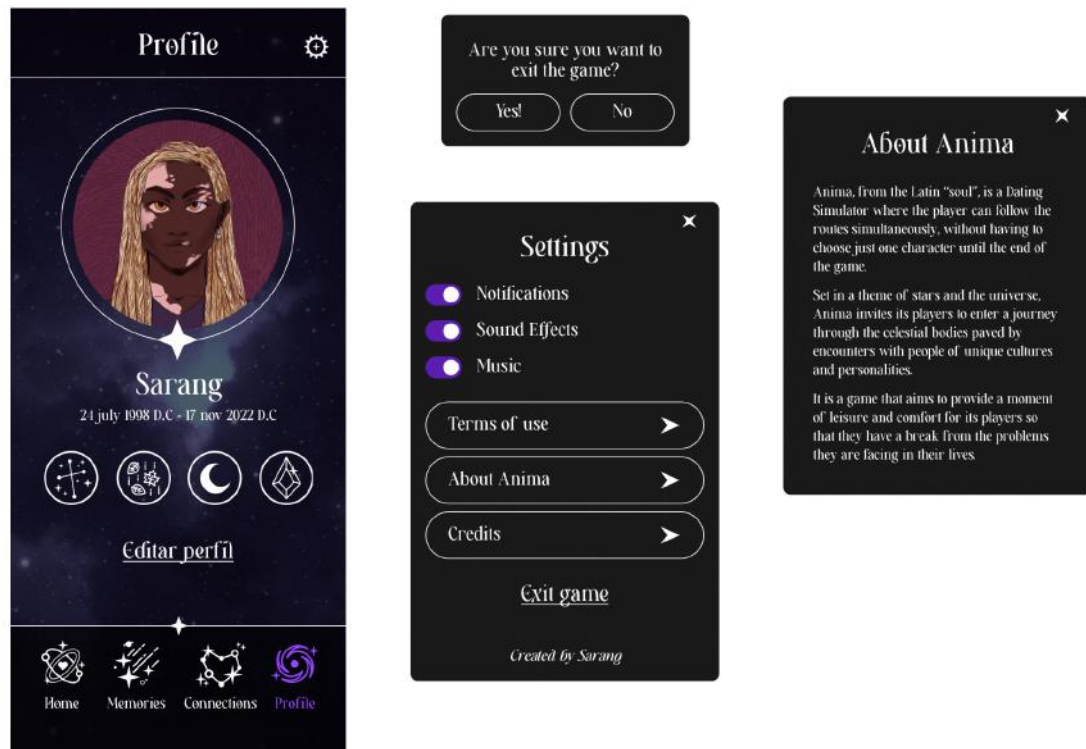 Profile
Sarang
24 july 1998 D.C - 17 nov 2022 D.C
Editar perfil
Home
Memories
Connections
Profile
Are you sure you want to
exit the game?
Yes!
No
Settings
Notifications
Sound Effects
Music
Terms of use
About Anima
Credits
Exit game
Created by Sarang
About Anima
Anima, from the Latin “soul”, is a Dating
Simulator where the player can follow the
routes simultaneously, without having to
choose just one character until the end of
the game.
Set in a theme of stars and the universe,
Anima invites its players to enter a journey
through the celestial bodies paved by
encounters with people of unique cultures
and personalities.
It is a game that aims to provide a moment
of leisure and comfort for its players so
that they have a break from the problems
they are facing in their lives.